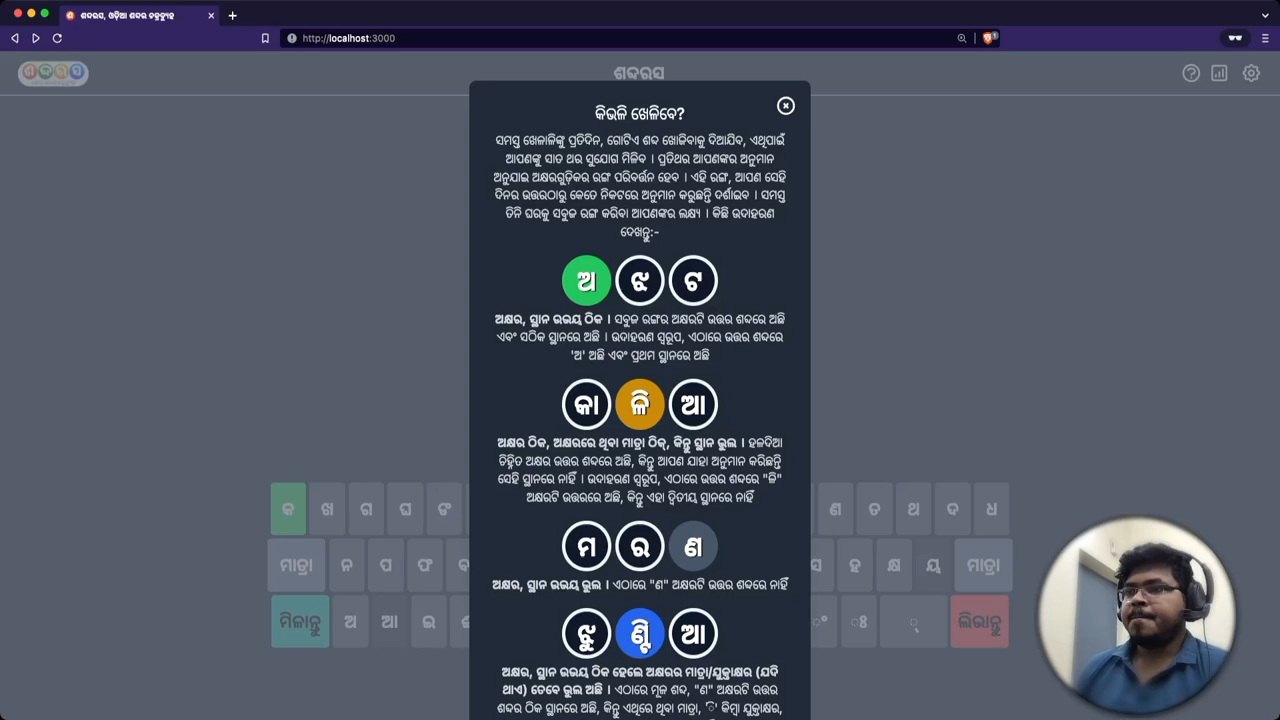 ଶବ୍ଦରସ, ଓଡ଼ିଆ ଶବ୍ଦର ଚକ୍ରବ୍ୟୁହ
http://localhost:3000
ଶବ୍ଦରସ
ଶବ୍ଦରସ
କିଭଳି ଖେଳିବେ?
ସମସ୍ତ ଖେଳାଳିଙ୍କୁ ପ୍ରତିଦିନ, ଗୋଟିଏ ଶବ୍ଦ ଖୋଜିବାକୁ ଦିଆଯିବ, ଏଥିପାଇଁ
ଆପଣଙ୍କୁ ସାତ ଥର ସୁଯୋଗ ମିଳିବ । ପ୍ରତିଥର ଆପଣଙ୍କର ଅନୁମାନ
ଅନୁଯାଇ ଅକ୍ଷରଗୁଡ଼ିକର ରଙ୍ଗ ପରିବର୍ତ୍ତନ ହେବ । ଏହି ରଙ୍ଗ, ଆପଣ ସେହି
ଦିନର ଉତ୍ତରଠାରୁ କେତେ ନିକଟରେ ଅନୁମାନ କରୁଛନ୍ତି ଦର୍ଶାଇବ । ସମସ୍ତ
ତିନି ଘରକୁ ସବୁଜ ରଙ୍ଗ କରିବା ଆପଣଙ୍କର ଲକ୍ଷ୍ୟ । କିଛି ଉଦାହରଣ
ଦେଖନ୍ତୁ:-
ଅ ଝ ଟ
ଅକ୍ଷର, ସ୍ଥାନ ଉଭୟ ଠିକ । ସବୁଜ ରଙ୍ଗର ଅକ୍ଷରଟି ଉତ୍ତର ଶବ୍ଦରେ ଅଛି
ଏବଂ ସଠିକ ସ୍ଥାନରେ ଅଛି । ଉଦାହରଣ ସ୍ୱରୂପ, ଏଠାରେ ଉତ୍ତର ଶବ୍ଦରେ
'ଅ' ଅଛି ଏବଂ ପ୍ରଥମ ସ୍ଥାନରେ ଅଛି
କା ଳି ଆ
ଅକ୍ଷର ଠିକ, ଅକ୍ଷରରେ ଥିବା ମାତ୍ରା ଠିକ୍, କିନ୍ତୁ ସ୍ଥାନ ଭୁଲ । ହଳଦିଆ
ଚିହ୍ନିତ ଅକ୍ଷର ଉତ୍ତର ଶବ୍ଦରେ ଅଛି, କିନ୍ତୁ ଆପଣ ଯାହା ଅନୁମାନ କରିଛନ୍ତି
ସେହି ସ୍ଥାନରେ ନାହିଁ । ଉଦାହରଣ ସ୍ୱରୂପ, ଏଠାରେ ଉତ୍ତର ଶବ୍ଦରେ "ଳି"
ଅକ୍ଷରଟି ଉତ୍ତରରେ ଅଛି, କିନ୍ତୁ ଏହା ଦ୍ୱିତୀୟ ସ୍ଥାନରେ ନାହିଁ
ମ ର ଣ
ଅକ୍ଷର, ସ୍ଥାନ ଉଭୟ ଭୁଲ । ଏଠାରେ "ଣ" ଅକ୍ଷରଟି ଉତ୍ତର ଶବ୍ଦରେ ନାହିଁ
ଝୁ ଣ୍ଟି ଆ
ଅକ୍ଷର, ସ୍ଥାନ ଉଭୟ ଠିକ ହେଲେ ଅକ୍ଷରର ମାତ୍ରା/ଯୁକ୍ତାକ୍ଷର (ଯଦି
ଥାଏ) ତେବେ ଭୁଲ ଅଛି । ଏଠାରେ ମୂଳ ଶବ୍ଦ, "ଣ" ଅକ୍ଷରଟି ଉତ୍ତର
ଶବ୍ଦର ଠିକ ସ୍ଥାନରେ ଅଛି, କିନ୍ତୁ ଏଥିରେ ଥିବା ମାତ୍ରା, 'ି' କିମ୍ବା ଯୁକ୍ତାକ୍ଷର,
କ ଖ ଗ ଘ ଙ ଣ ତ ଥ ଦ ଧ
ମାତ୍ରା ନ ପ ଫ ବ ସ ହ କ୍ଷ ୟ ମାତ୍ରା
ମିଳାନ୍ତୁ ଅ ଆ ଇ ଃ ୍ ଲିଭାନ୍ତୁ